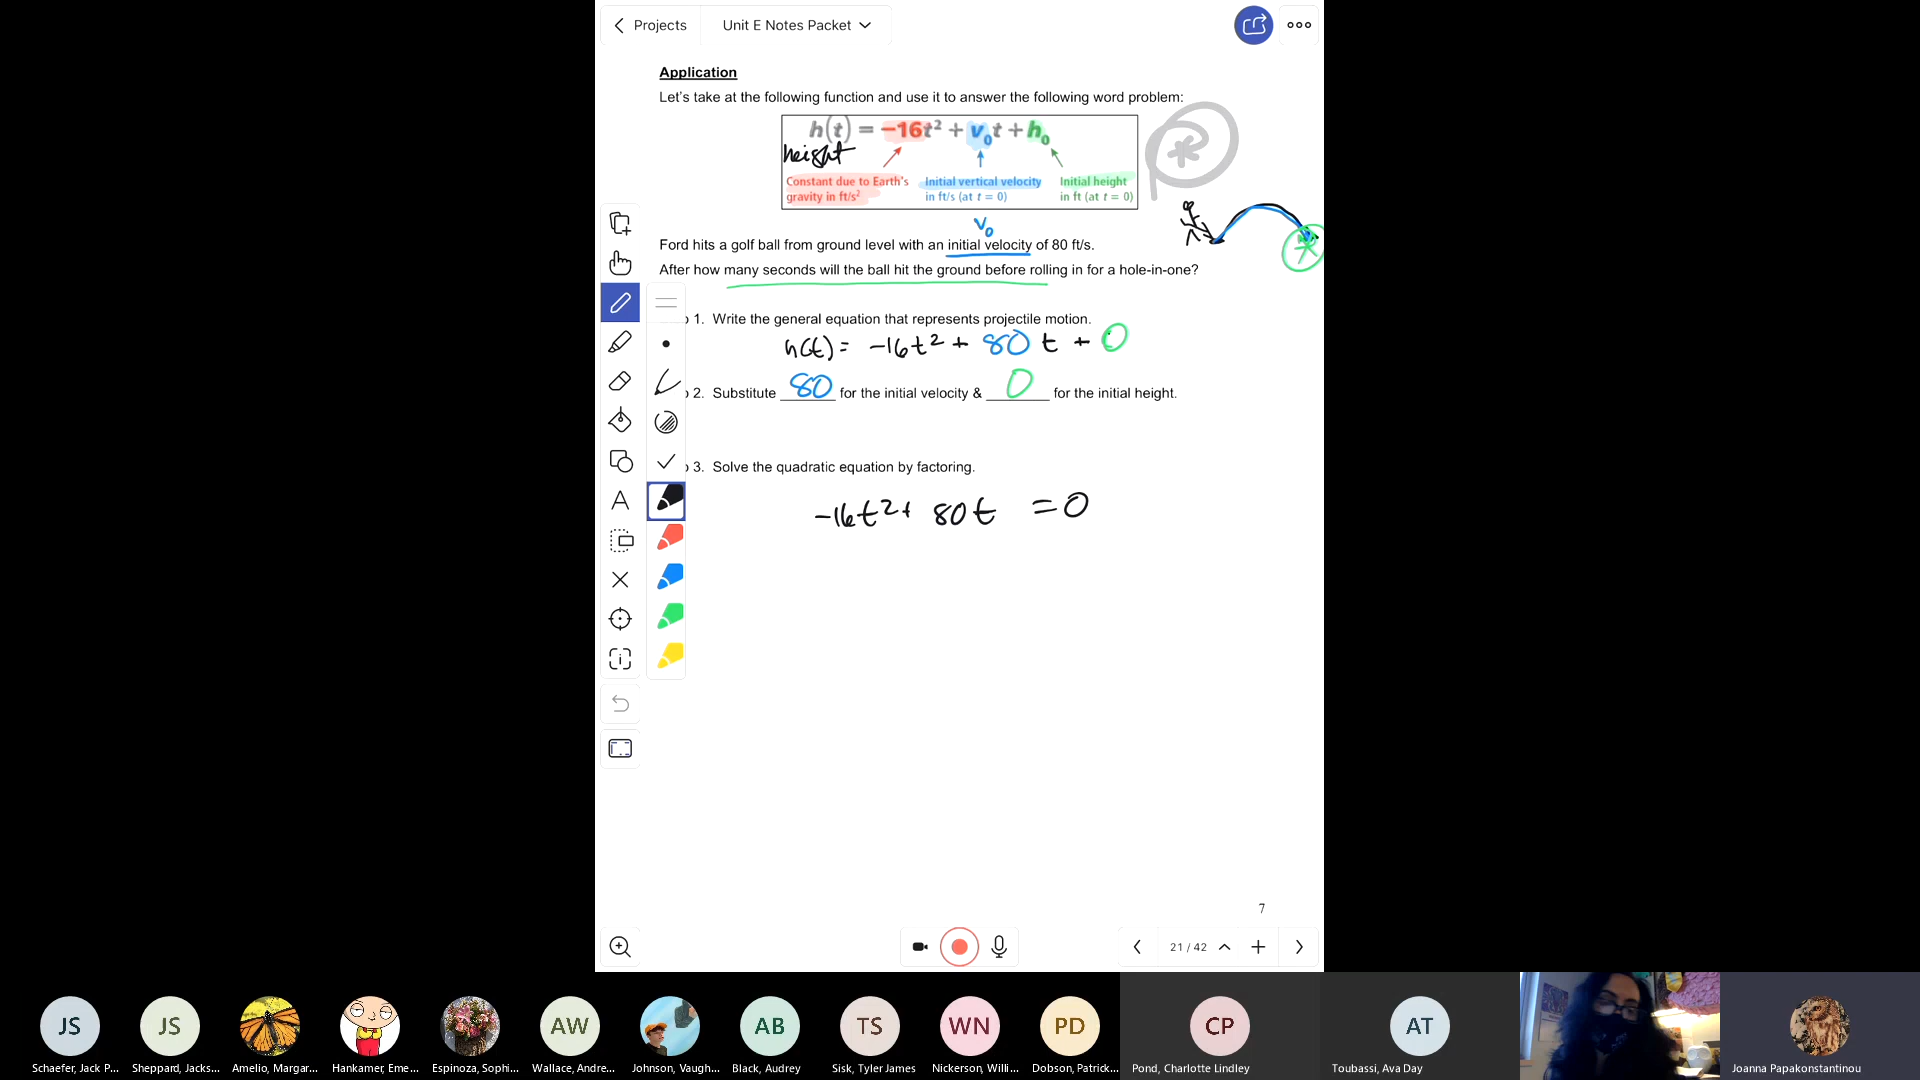 Projects
Unit E Notes Packet
Application
Let's take at the following function and use it to answer the following word problem:
h(t) = −16t² + v₀t + h₀
height
Constant due to Earth's
gravity in ft/s²
Initial vertical velocity
in ft/s (at t = 0)
Initial height
in ft (at t = 0)
v₀
Ford hits a golf ball from ground level with an initial velocity of 80 ft/s.
After how many seconds will the ball hit the ground before rolling in for a hole-in-one?
1. Write the general equation that represents projectile motion.
h(t) = -16t² + 80 t + 0
2. Substitute 80 for the initial velocity & 0 for the initial height.
3. Solve the quadratic equation by factoring.
-16t² + 80t = 0
7
21 / 42
JS
JS
AW
AB
TS
WN
PD
CP
AT
Schaefer, Jack P...
Sheppard, Jacks...
Amelio, Margar...
Hankamer, Eme...
Espinoza, Sophi...
Wallace, Andre...
Johnson, Vaugh...
Black, Audrey
Sisk, Tyler James
Nickerson, Willi...
Dobson, Patrick...
Pond, Charlotte Lindley
Toubassi, Ava Day
Joanna Papakonstantinou